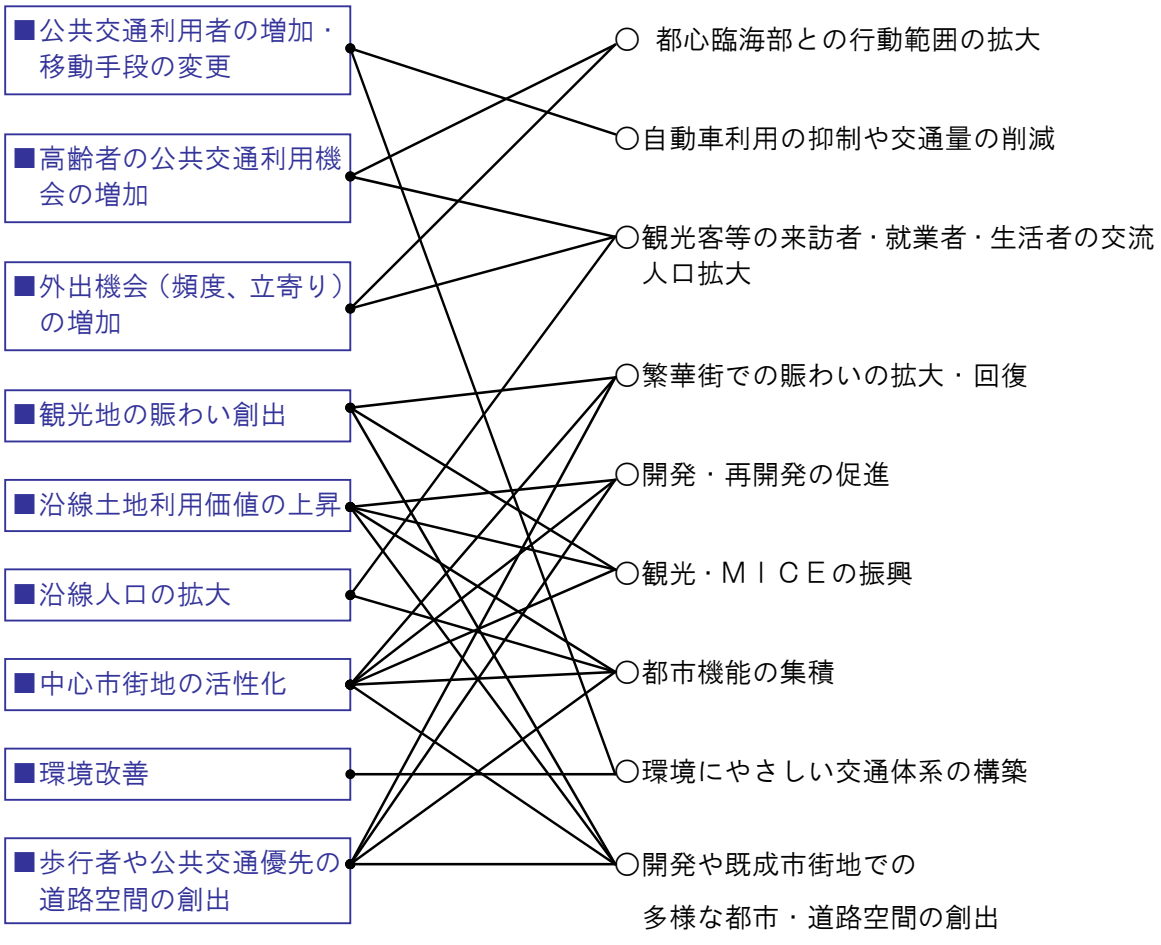 ■公共交通利用者の増加・
移動手段の変更
■高齢者の公共交通利用機
会の増加
■外出機会（頻度、立寄り）
の増加
■観光地の賑わい創出
■沿線土地利用価値の上昇
■沿線人口の拡大
■中心市街地の活性化
■環境改善
■歩行者や公共交通優先の
道路空間の創出
○ 都心臨海部との行動範囲の拡大
○自動車利用の抑制や交通量の削減
○観光客等の来訪者・就業者・生活者の交流
人口拡大
○繁華街での賑わいの拡大・回復
○開発・再開発の促進
○観光・ＭＩＣＥの振興
○都市機能の集積
○環境にやさしい交通体系の構築
○開発や既成市街地での
多様な都市・道路空間の創出